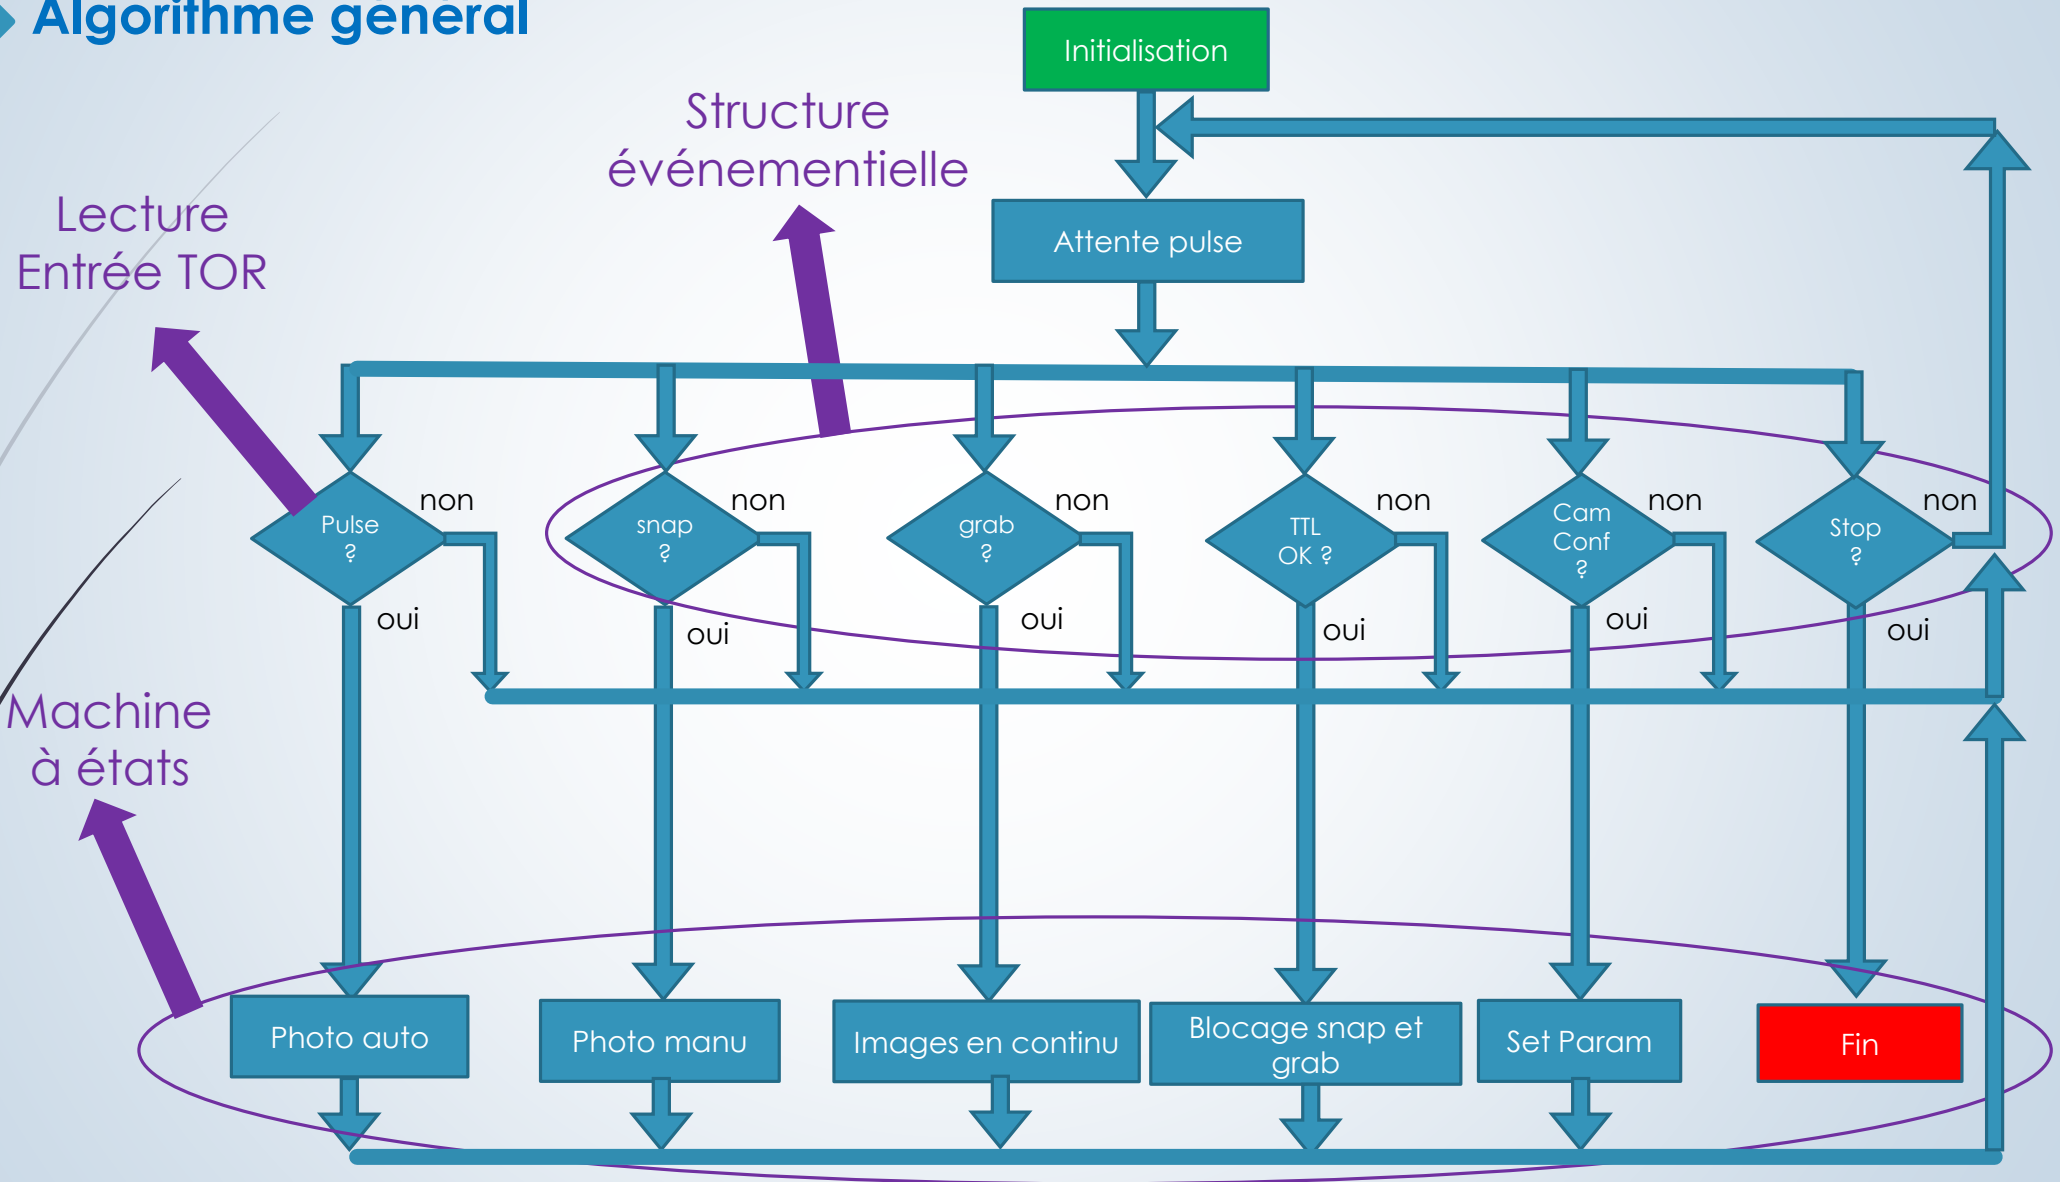 Algorithme général
Initialisation
Structure
événementielle
Lecture
Entrée TOR
Attente pulse
Pulse
?
non
snap
?
non
grab
?
non
TTL
OK ?
non
Cam
Conf
?
non
Stop
?
non
oui
oui
oui
oui
oui
oui
Machine
à états
Photo auto
Photo manu
Images en continu
Blocage snap et
grab
Set Param
Fin